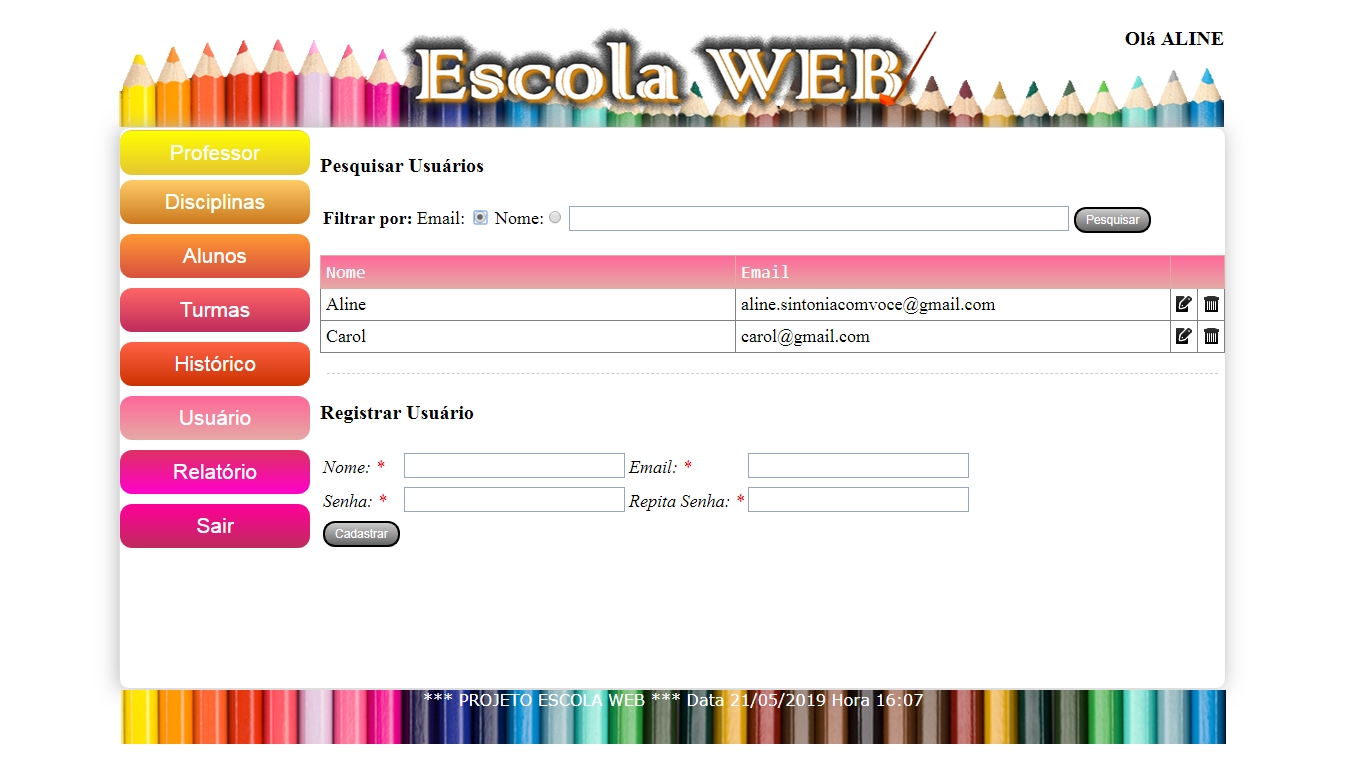 Escola WEB
Olá ALINE
Professor
Disciplinas
Alunos
Turmas
Histórico
Usuário
Relatório
Sair
Pesquisar Usuários
Filtrar por: Email: Nome: Pesquisar
Nome Email
Aline aline.sintoniacomvoce@gmail.com
Carol carol@gmail.com
Registrar Usuário
Nome: * Email: *
Senha: * Repita Senha: *
Cadastrar
*** PROJETO ESCOLA WEB *** Data 21/05/2019 Hora 16:07